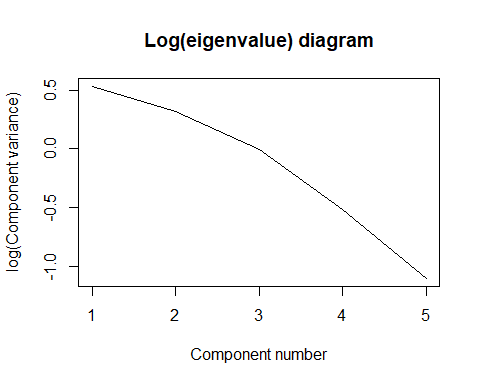 Log(eigenvalue) diagram
log(Component variance)
0.5
0.0
-0.5
-1.0
1 2 3 4 5
Component number